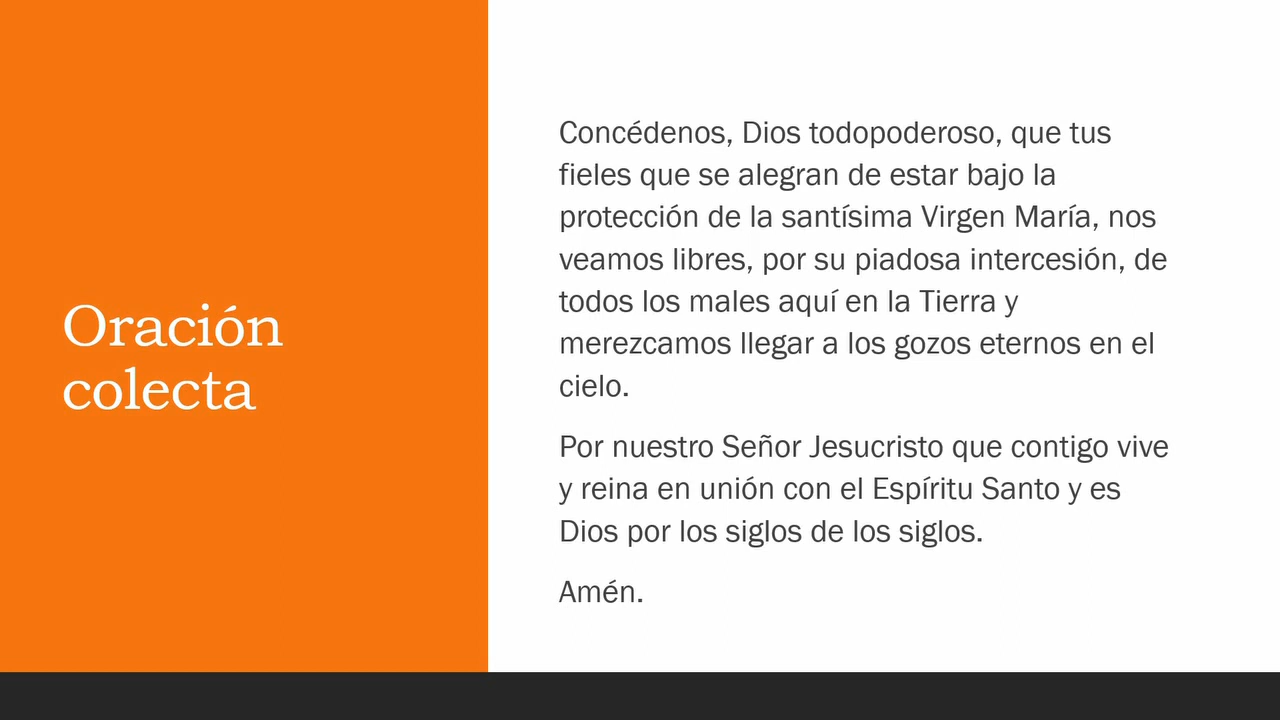 Oración
colecta
Concédenos, Dios todopoderoso, que tus
fieles que se alegran de estar bajo la
protección de la santísima Virgen María, nos
veamos libres, por su piadosa intercesión, de
todos los males aquí en la Tierra y
merezcamos llegar a los gozos eternos en el
cielo.
Por nuestro Señor Jesucristo que contigo vive
y reina en unión con el Espíritu Santo y es
Dios por los siglos de los siglos.
Amén.